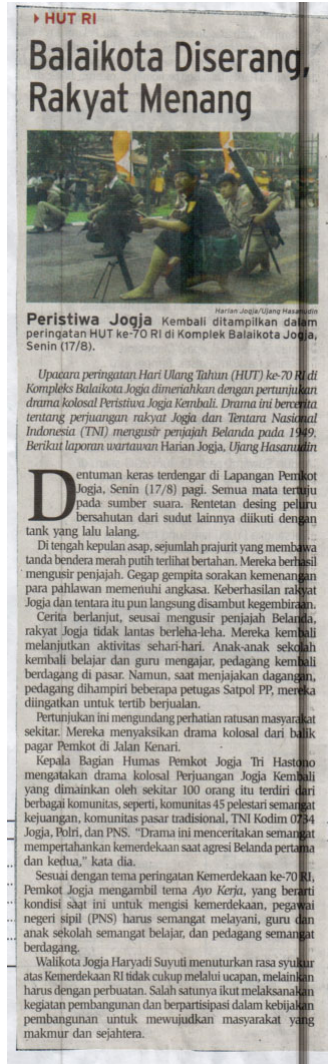 HUT RI
Balaikota Diserang,
Rakyat Menang
Harian Jogja/Ujang Hasanudin
Peristiwa Jogja Kembali ditampilkan dalam
peringatan HUT ke-70 RI di Komplek Balaikota Jogja,
Senin (17/8).
Upacara peringatan Hari Ulang Tahun (HUT) ke-70 RI di
Kompleks Balaikota Jogja dimeriahkan dengan pertunjukan
drama kolosal Peristiwa Jogja Kembali. Drama ini bercerita
tentang perjuangan rakyat Jogja dan Tentara Nasional
Indonesia (TNI) mengusir penjajah Belanda pada 1949.
Berikut laporan wartawan Harian Jogja, Ujang Hasanudin
Dentuman keras terdengar di Lapangan Pemkot
Jogja, Senin (17/8) pagi. Semua mata tertuju
pada sumber suara. Rentetan desing peluru
bersahutan dari sudut lainnya diikuti dengan
tank yang lalu lalang.
Di tengah kepulan asap, sejumlah prajurit yang membawa
tanda bendera merah putih terlihat bertahan. Mereka berhasil
mengusir penjajah. Gegap gempita sorakan kemenangan
para pahlawan memenuhi angkasa. Keberhasilan rakyat
Jogja dan tentara itu pun langsung disambut kegembiraan.
Cerita berlanjut, seusai mengusir penjajah Belanda,
rakyat Jogja tidak lantas berleha-leha. Mereka kembali
melanjutkan aktivitas sehari-hari. Anak-anak sekolah
kembali belajar dan guru mengajar, pedagang kembali
berdagang di pasar. Namun, saat menjajakan dagangan,
pedagang dihampiri beberapa petugas Satpol PP, mereka
diingatkan untuk tertib berjualan.
Pertunjukan ini mengundang perhatian ratusan masyarakat
sekitar. Mereka menyaksikan drama kolosal dari balik
pagar Pemkot di Jalan Kenari.
Kepala Bagian Humas Pemkot Jogja Tri Hastono
mengatakan drama kolosal Perjuangan Jogja Kembali
yang dimainkan oleh sekitar 100 orang itu terdiri dari
berbagai komunitas, seperti, komunitas 45 pelestari semangat
kejuangan, komunitas pasar tradisional, TNI Kodim 0734
Jogja, Polri, dan PNS. “Drama ini menceritakan semangat
mempertahankan kemerdekaan saat agresi Belanda pertama
dan kedua,” kata dia.
Sesuai dengan tema peringatan Kemerdekaan ke-70 RI,
Pemkot Jogja mengambil tema Ayo Kerja, yang berarti
kondisi saat ini untuk mengisi kemerdekaan, pegawai
negeri sipil (PNS) harus semangat melayani, guru dan
anak sekolah semangat belajar, dan pedagang semangat
berdagang.
Walikota Jogja Haryadi Suyuti menuturkan rasa syukur
atas Kemerdekaan RI tidak cukup melalui ucapan, melainkan
harus dengan perbuatan. Salah satunya ikut melaksanakan
kegiatan pembangunan dan berpartisipasi dalam kebijakan
pembangunan untuk mewujudkan masyarakat yang
makmur dan sejahtera.